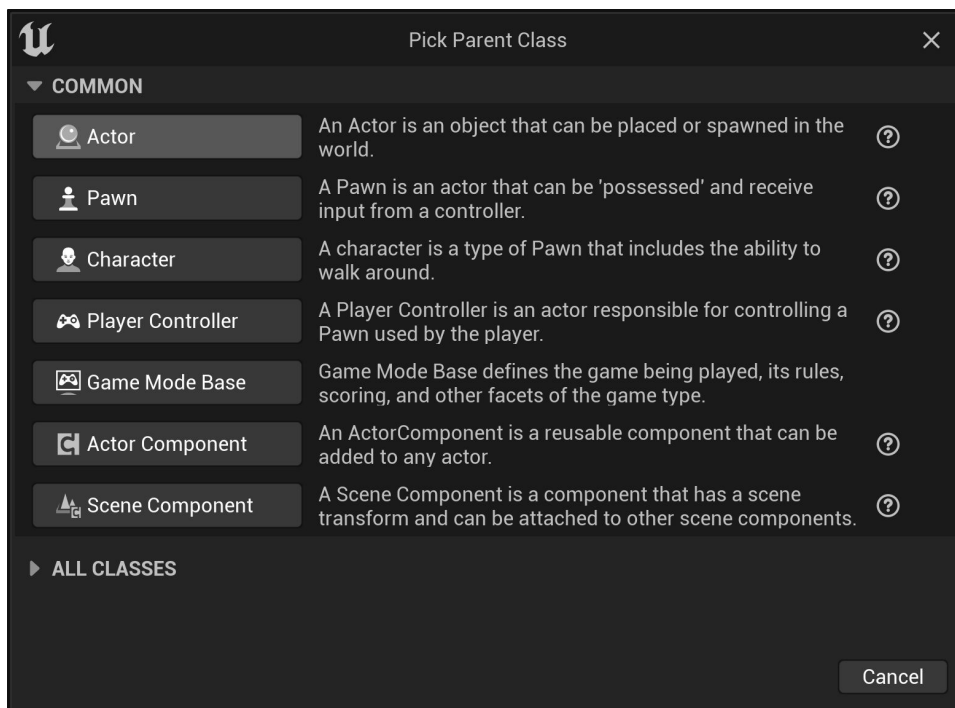 Pick Parent Class
COMMON
Actor
An Actor is an object that can be placed or spawned in the
world.
Pawn
A Pawn is an actor that can be 'possessed' and receive
input from a controller.
Character
A character is a type of Pawn that includes the ability to
walk around.
Player Controller
A Player Controller is an actor responsible for controlling a
Pawn used by the player.
Game Mode Base
Game Mode Base defines the game being played, its rules,
scoring, and other facets of the game type.
Actor Component
An ActorComponent is a reusable component that can be
added to any actor.
Scene Component
A Scene Component is a component that has a scene
transform and can be attached to other scene components.
ALL CLASSES
Cancel